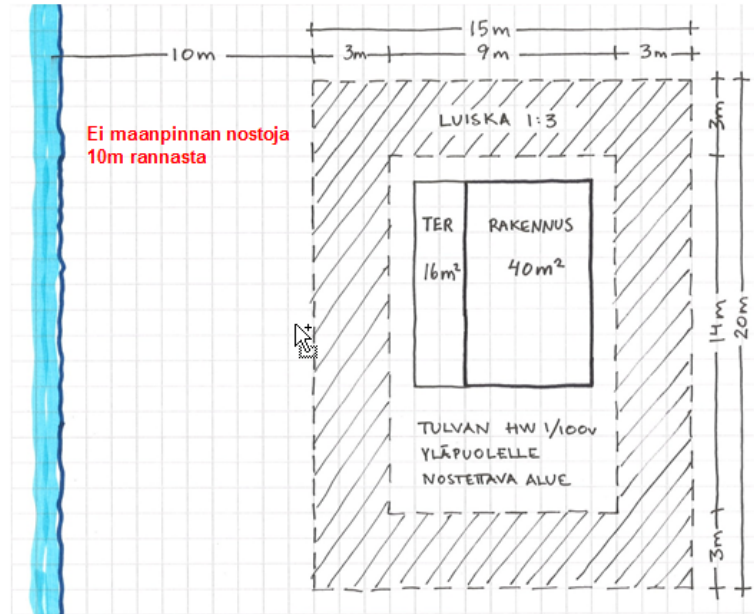 15m
10m 3m 9m 3m
Ei maanpinnan nostoja
10m rannasta
LUISKA 1:3
3m
TER RAKENNUS
16m² 40m²
14m
20m
TULVAN HW 1/100v
YLÄPUOLELLE
NOSTETTAVA ALUE
3m